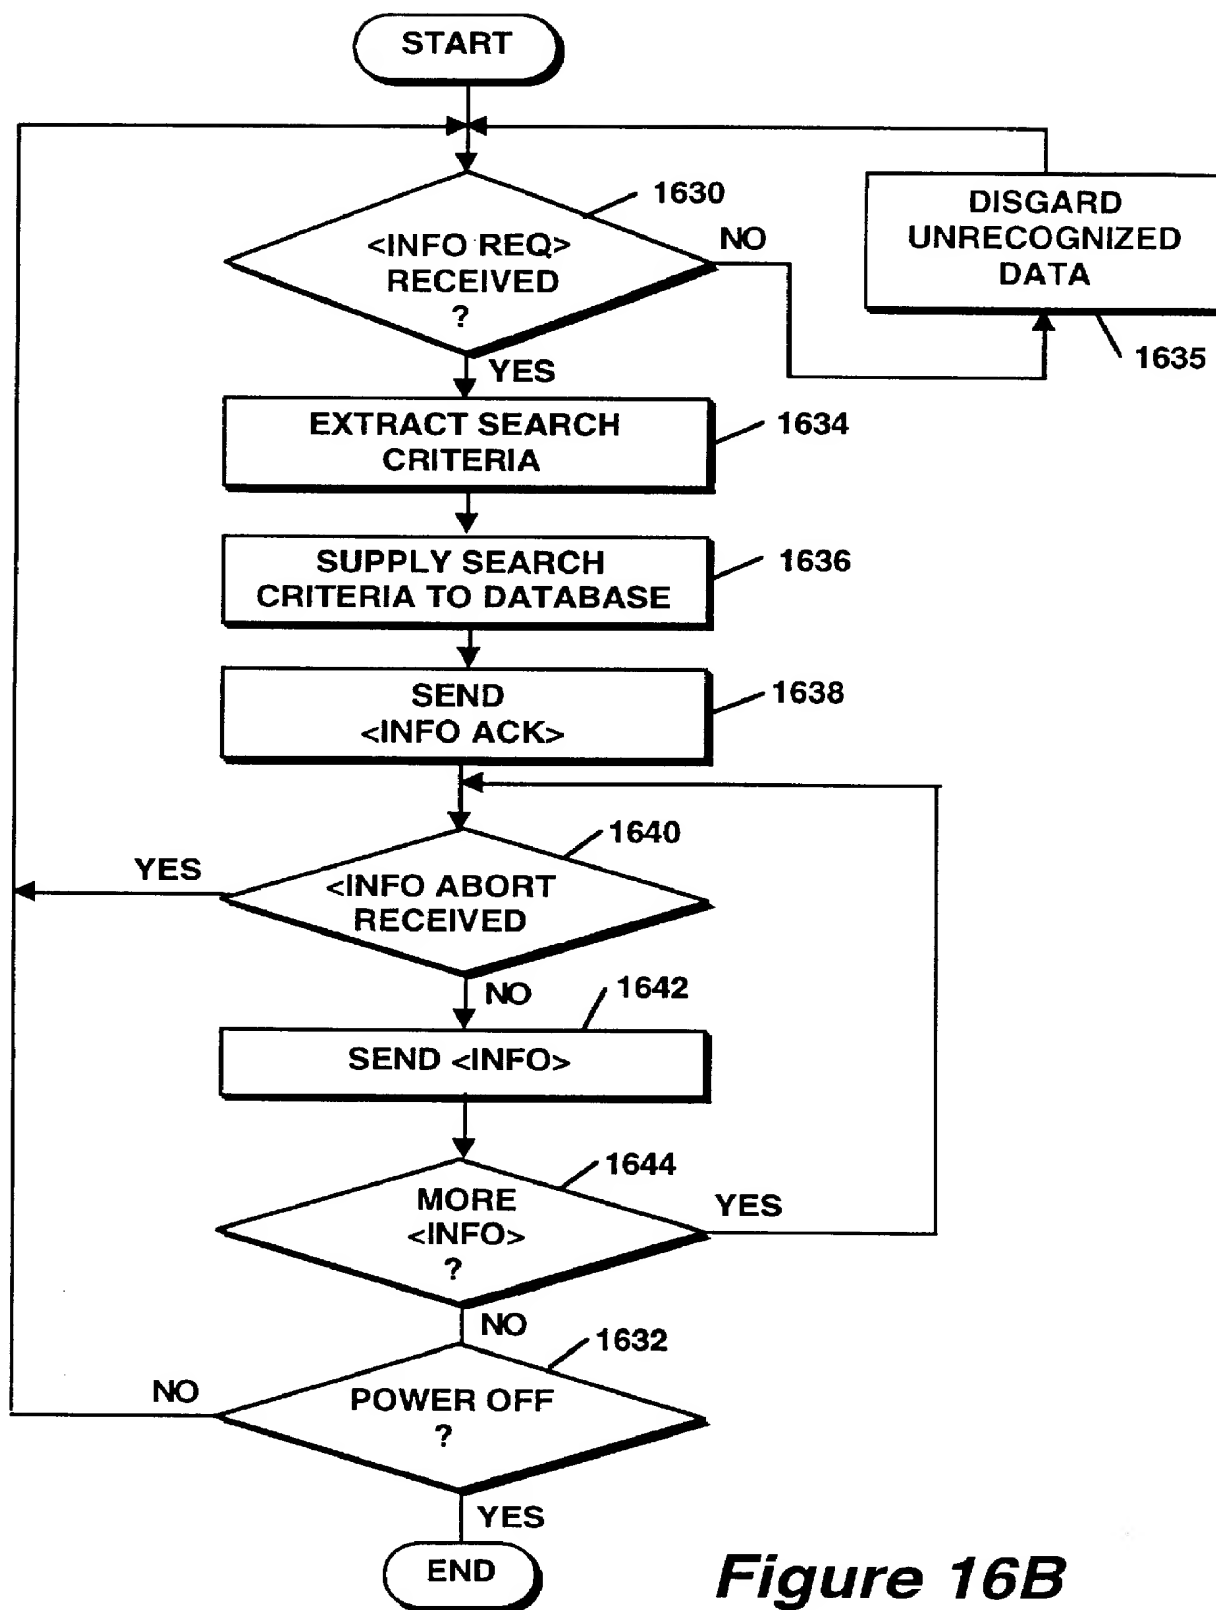 START
1630
<INFO REQ>
RECEIVED
?
NO
DISGARD
UNRECOGNIZED
DATA
1635
YES
EXTRACT SEARCH
CRITERIA
1634
SUPPLY SEARCH
CRITERIA TO DATABASE
1636
SEND
<INFO ACK>
1638
1640
YES
<INFO ABORT
RECEIVED
NO
1642
SEND <INFO>
1644
MORE
<INFO>
?
YES
NO
1632
NO
POWER OFF
?
YES
END
Figure 16B